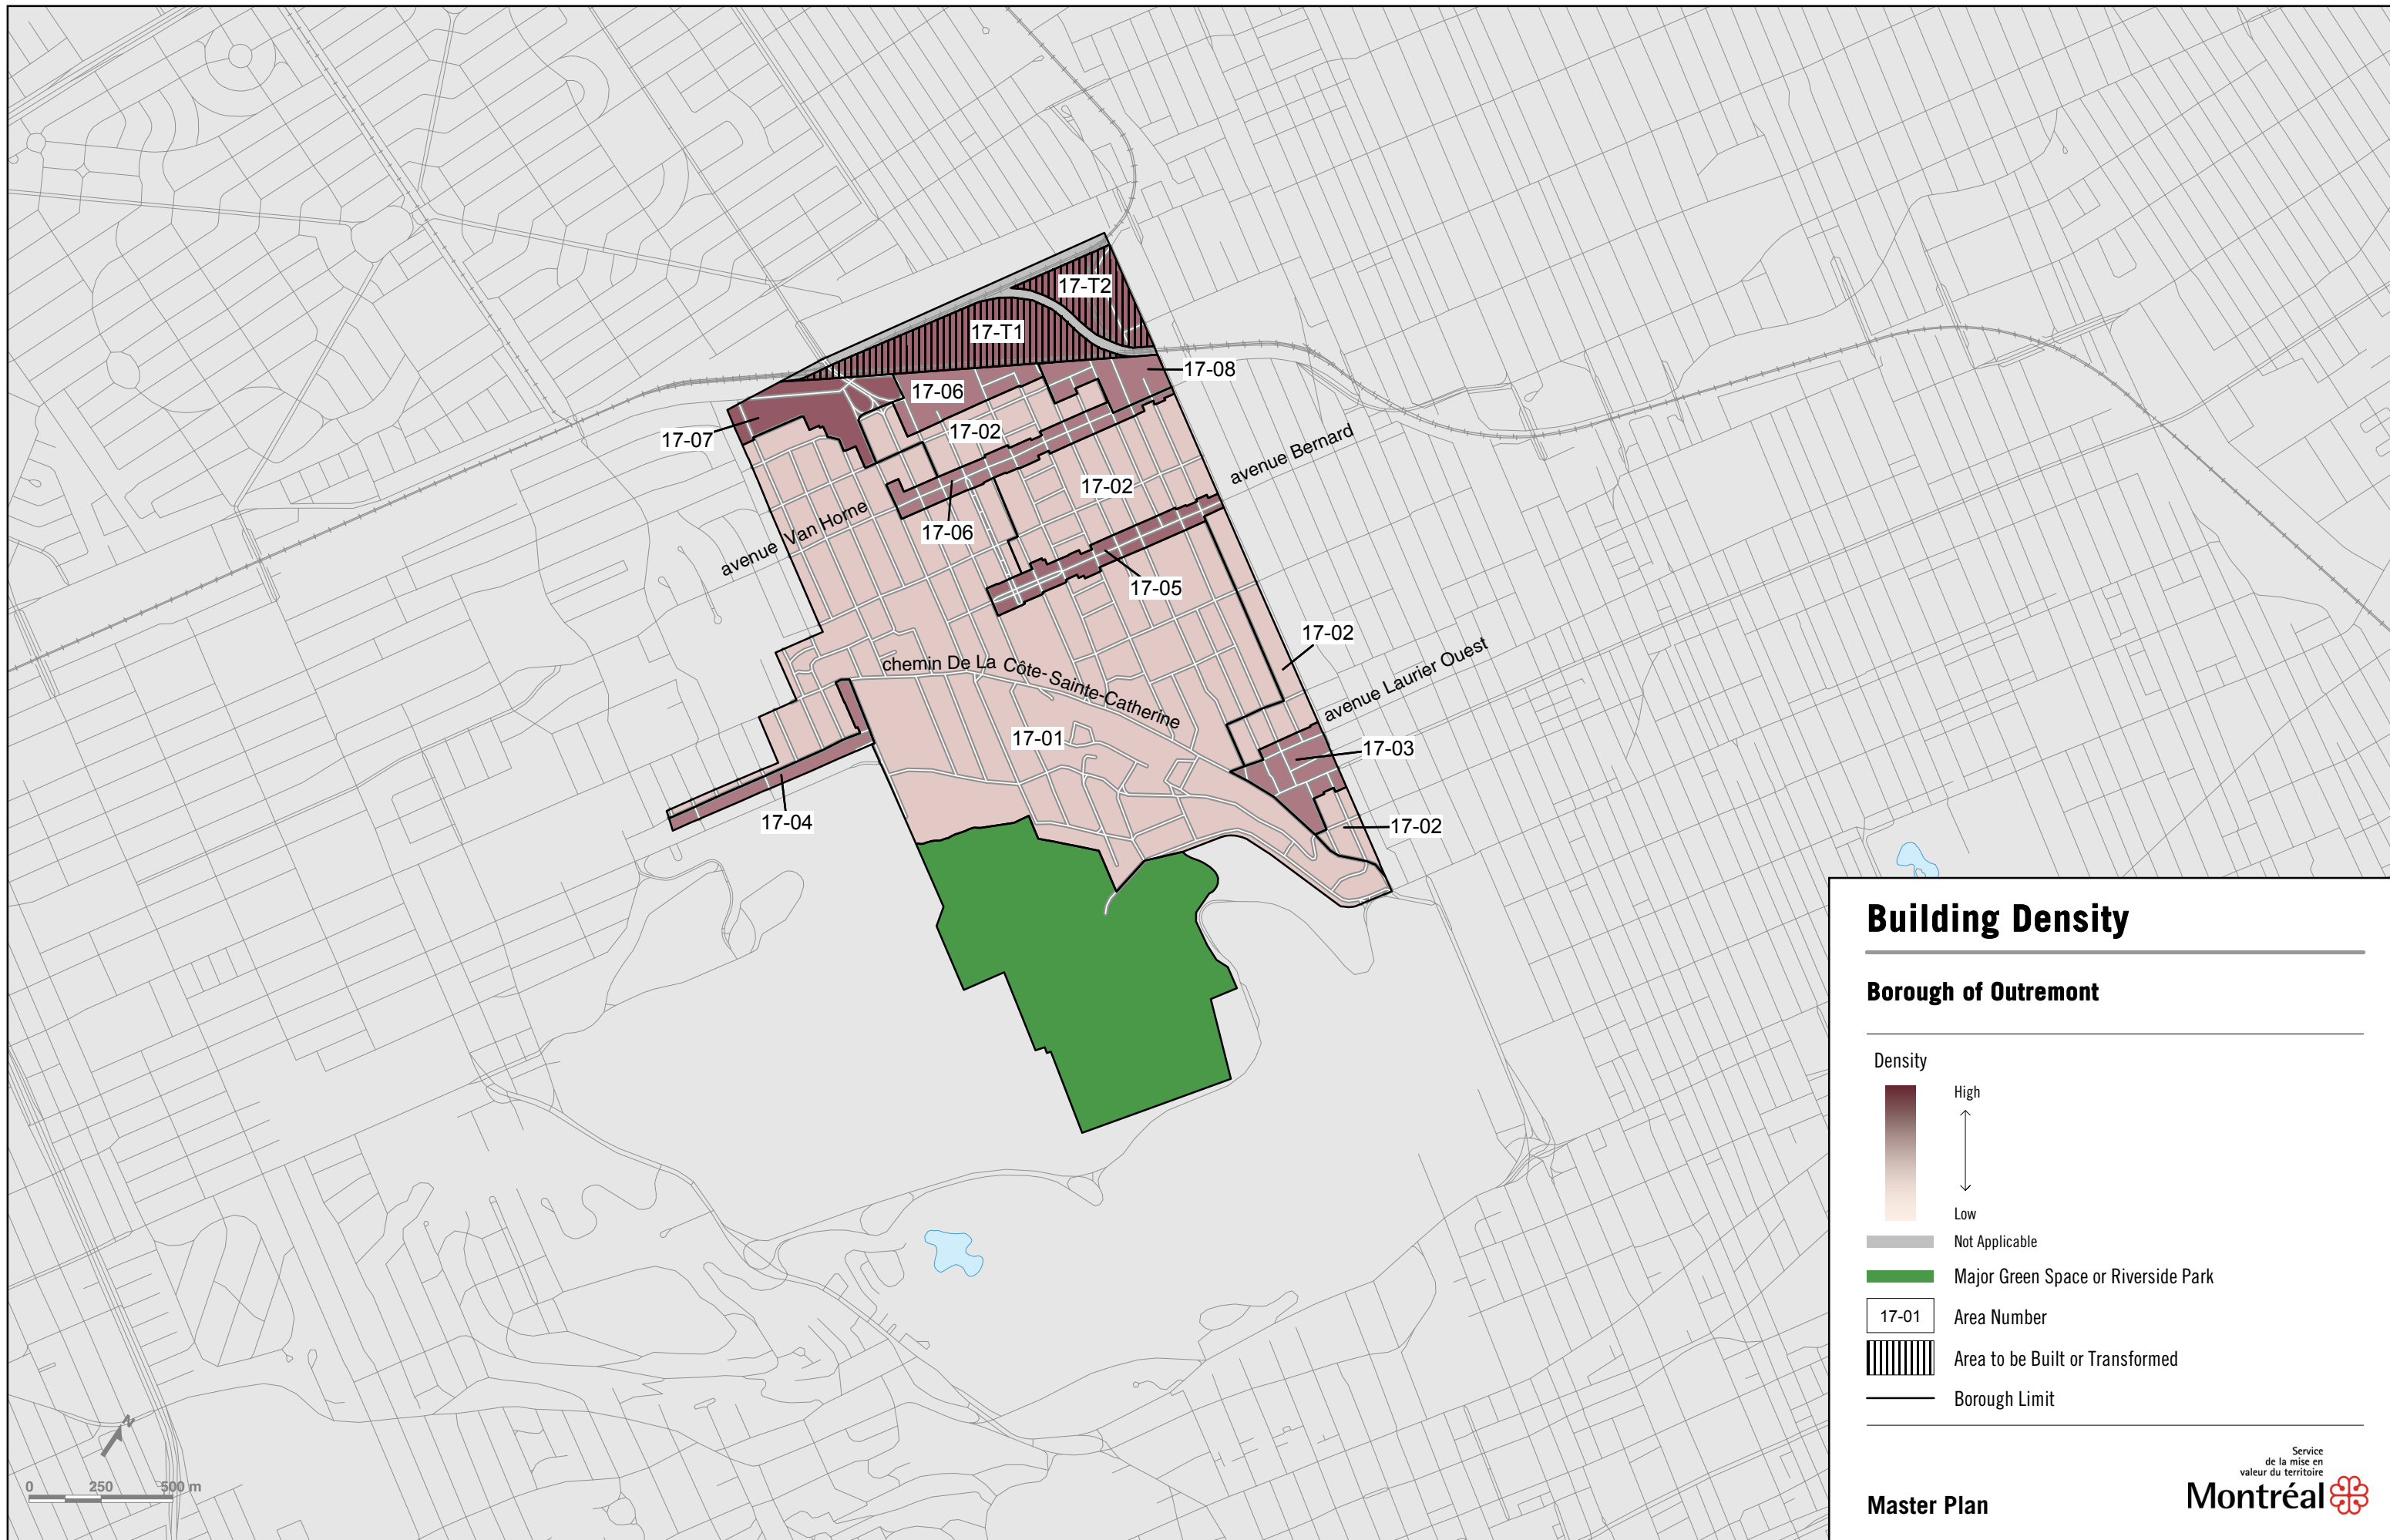 17-T2
17-T1
17-08
17-06
17-07
17-02
avenue Bernard
17-02
avenue Van Horne
17-06
17-05
17-02
avenue Laurier Ouest
chemin De La Côte-Sainte-Catherine
17-01
17-03
17-04
17-02
N
0 250 500 m
Building Density
Borough of Outremont
Density
High
Low
Not Applicable
Major Green Space or Riverside Park
17-01 Area Number
Area to be Built or Transformed
Borough Limit
Service
de la mise en
valeur du territoire
Montréal
Master Plan